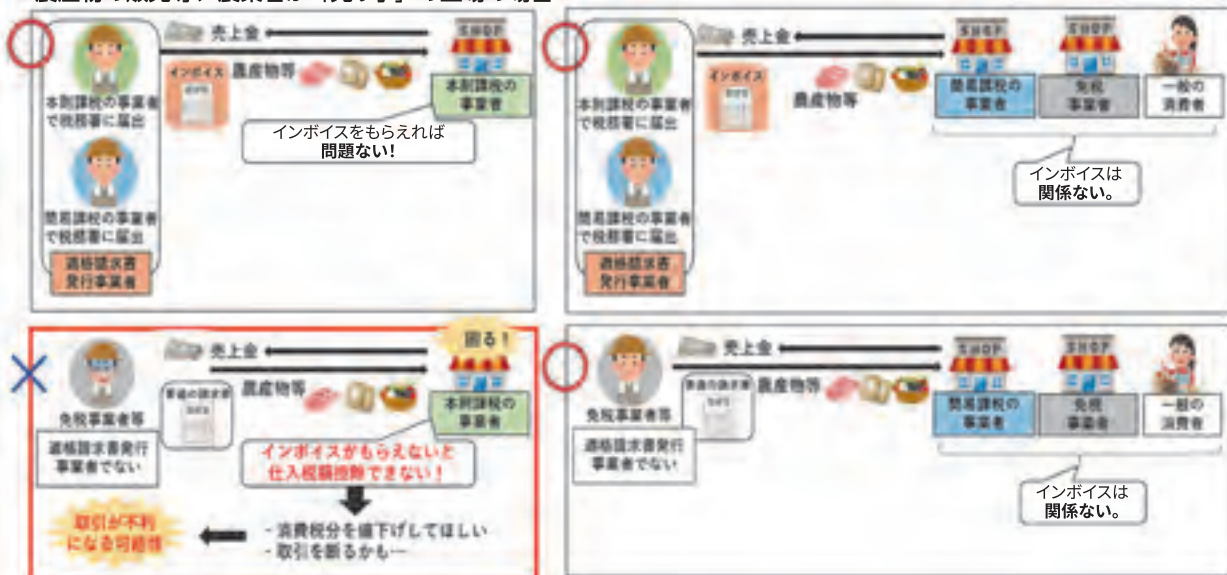 売上金
SHOP
インボイス
農産物等
本則課税の事業者
で税務署に届出
本則課税の
事業者
インボイスをもらえれば
問題ない！
簡易課税の事業者
で税務署に届出
適格請求書
発行事業者
売上金
SHOP
SHOP
インボイス
農産物等
本則課税の事業者
で税務署に届出
簡易課税の
事業者
免税
事業者
一般の
消費者
インボイスは
関係ない。
簡易課税の事業者
で税務署に届出
適格請求書
発行事業者
困る！
売上金
普通の請求書
農産物等
免税事業者等
本則課税の
事業者
適格請求書発行
事業者でない
インボイスがもらえないと
仕入税額控除できない！
取引が不利
になる可能性
- 消費税分を値下げしてほしい
- 取引を断るかも…
売上金
SHOP
SHOP
普通の請求書
農産物等
免税事業者等
簡易課税の
事業者
免税
事業者
一般の
消費者
適格請求書発行
事業者でない
インボイスは
関係ない。